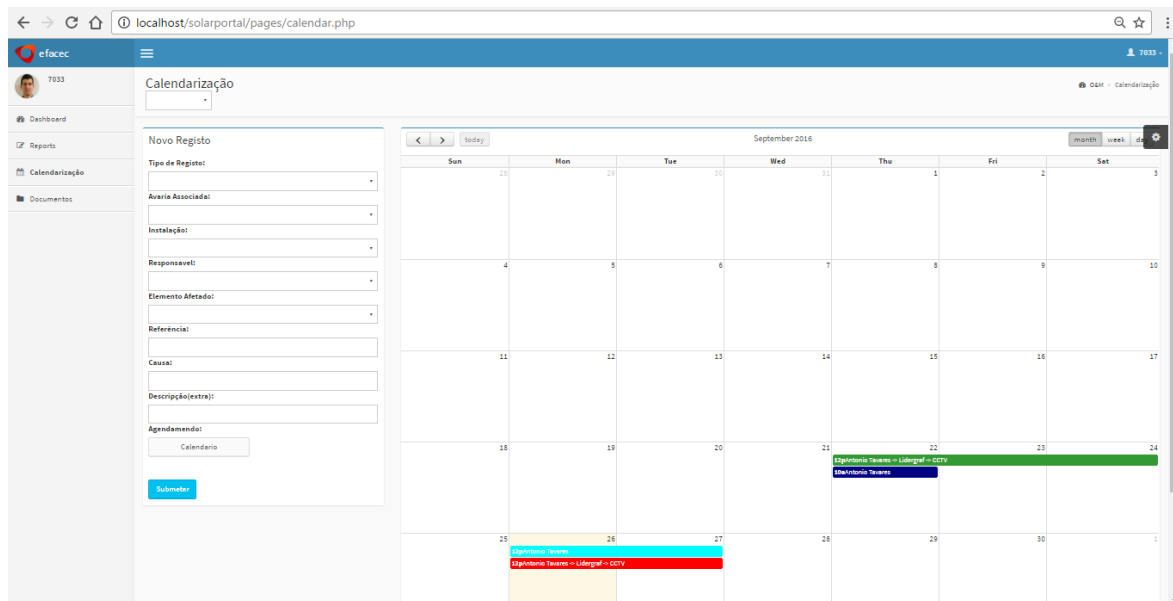 localhost/solarportal/pages/calendar.php
efacec
7033
7033
Calendarização
O&M > Calendarização
Dashboard
Reports
Calendarização
Documentos
Novo Registo
Tipo de Registo:
Avaria Associada:
Instalação:
Responsavel:
Elemento Afetado:
Referência:
Causa:
Descripção(extra):
Agendamendo:
Calendario
Submeter
today
September 2016
month week
Sun Mon Tue Wed Thu Fri Sat
28 29 30 31 1 2 3
4 5 6 7 8 9 10
11 12 13 14 15 16 17
18 19 20 21 22 23 24
12pAntonio Tavares -> Lidergraf -> CCTV
10aAntonio Tavares
25 26 27 28 29 30 1
12pAntonio Tavares
12pAntonio Tavares -> Lidergraf -> CCTV